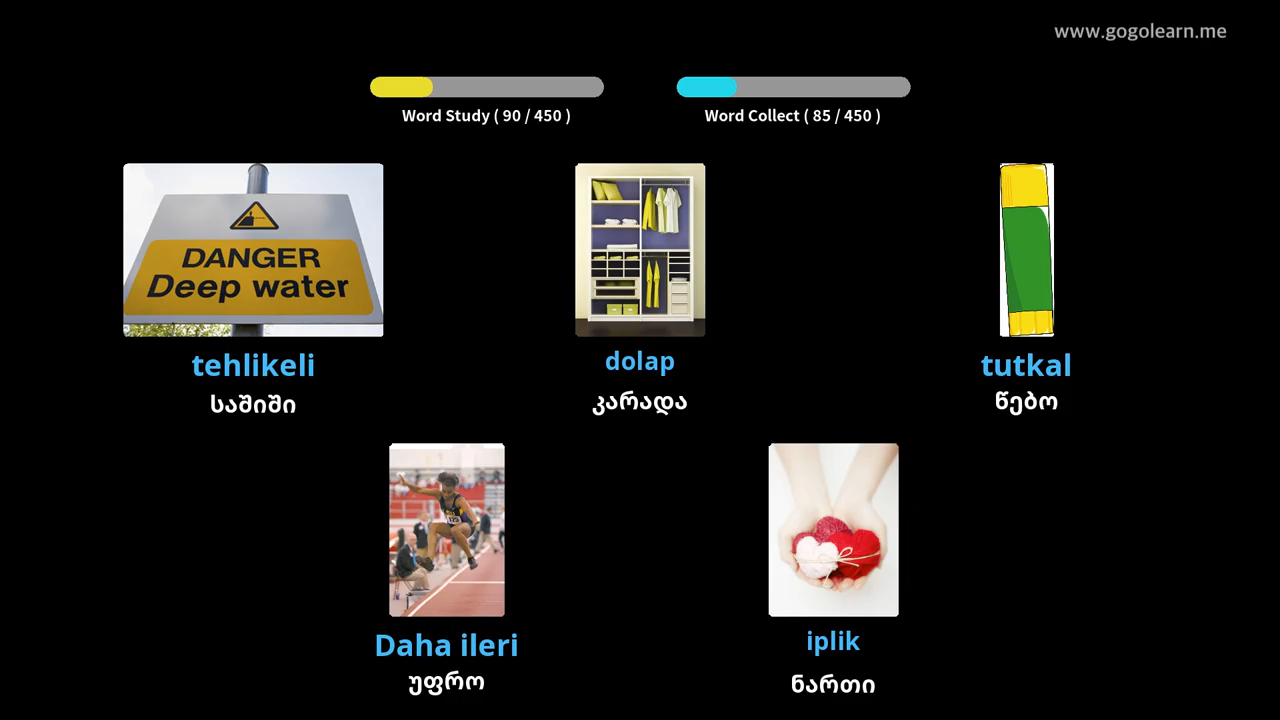 www.gogolearn.me
Word Study ( 90 / 450 )
Word Collect ( 85 / 450 )
DANGER
Deep water
tehlikeli
dolap
tutkal
საშიში
კარადა
წებო
Daha ileri
iplik
უფრო
ნართი